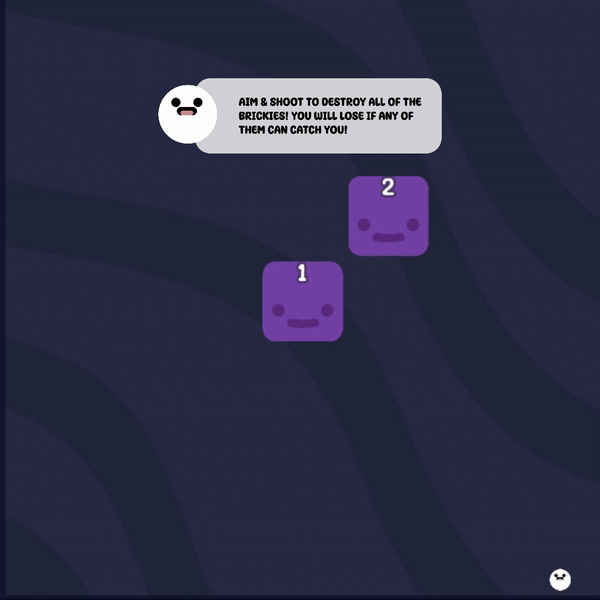 AIM & SHOOT TO DESTROY ALL OF THE
BRICKIES! YOU WILL LOSE IF ANY OF
THEM CAN CATCH YOU!
2
1